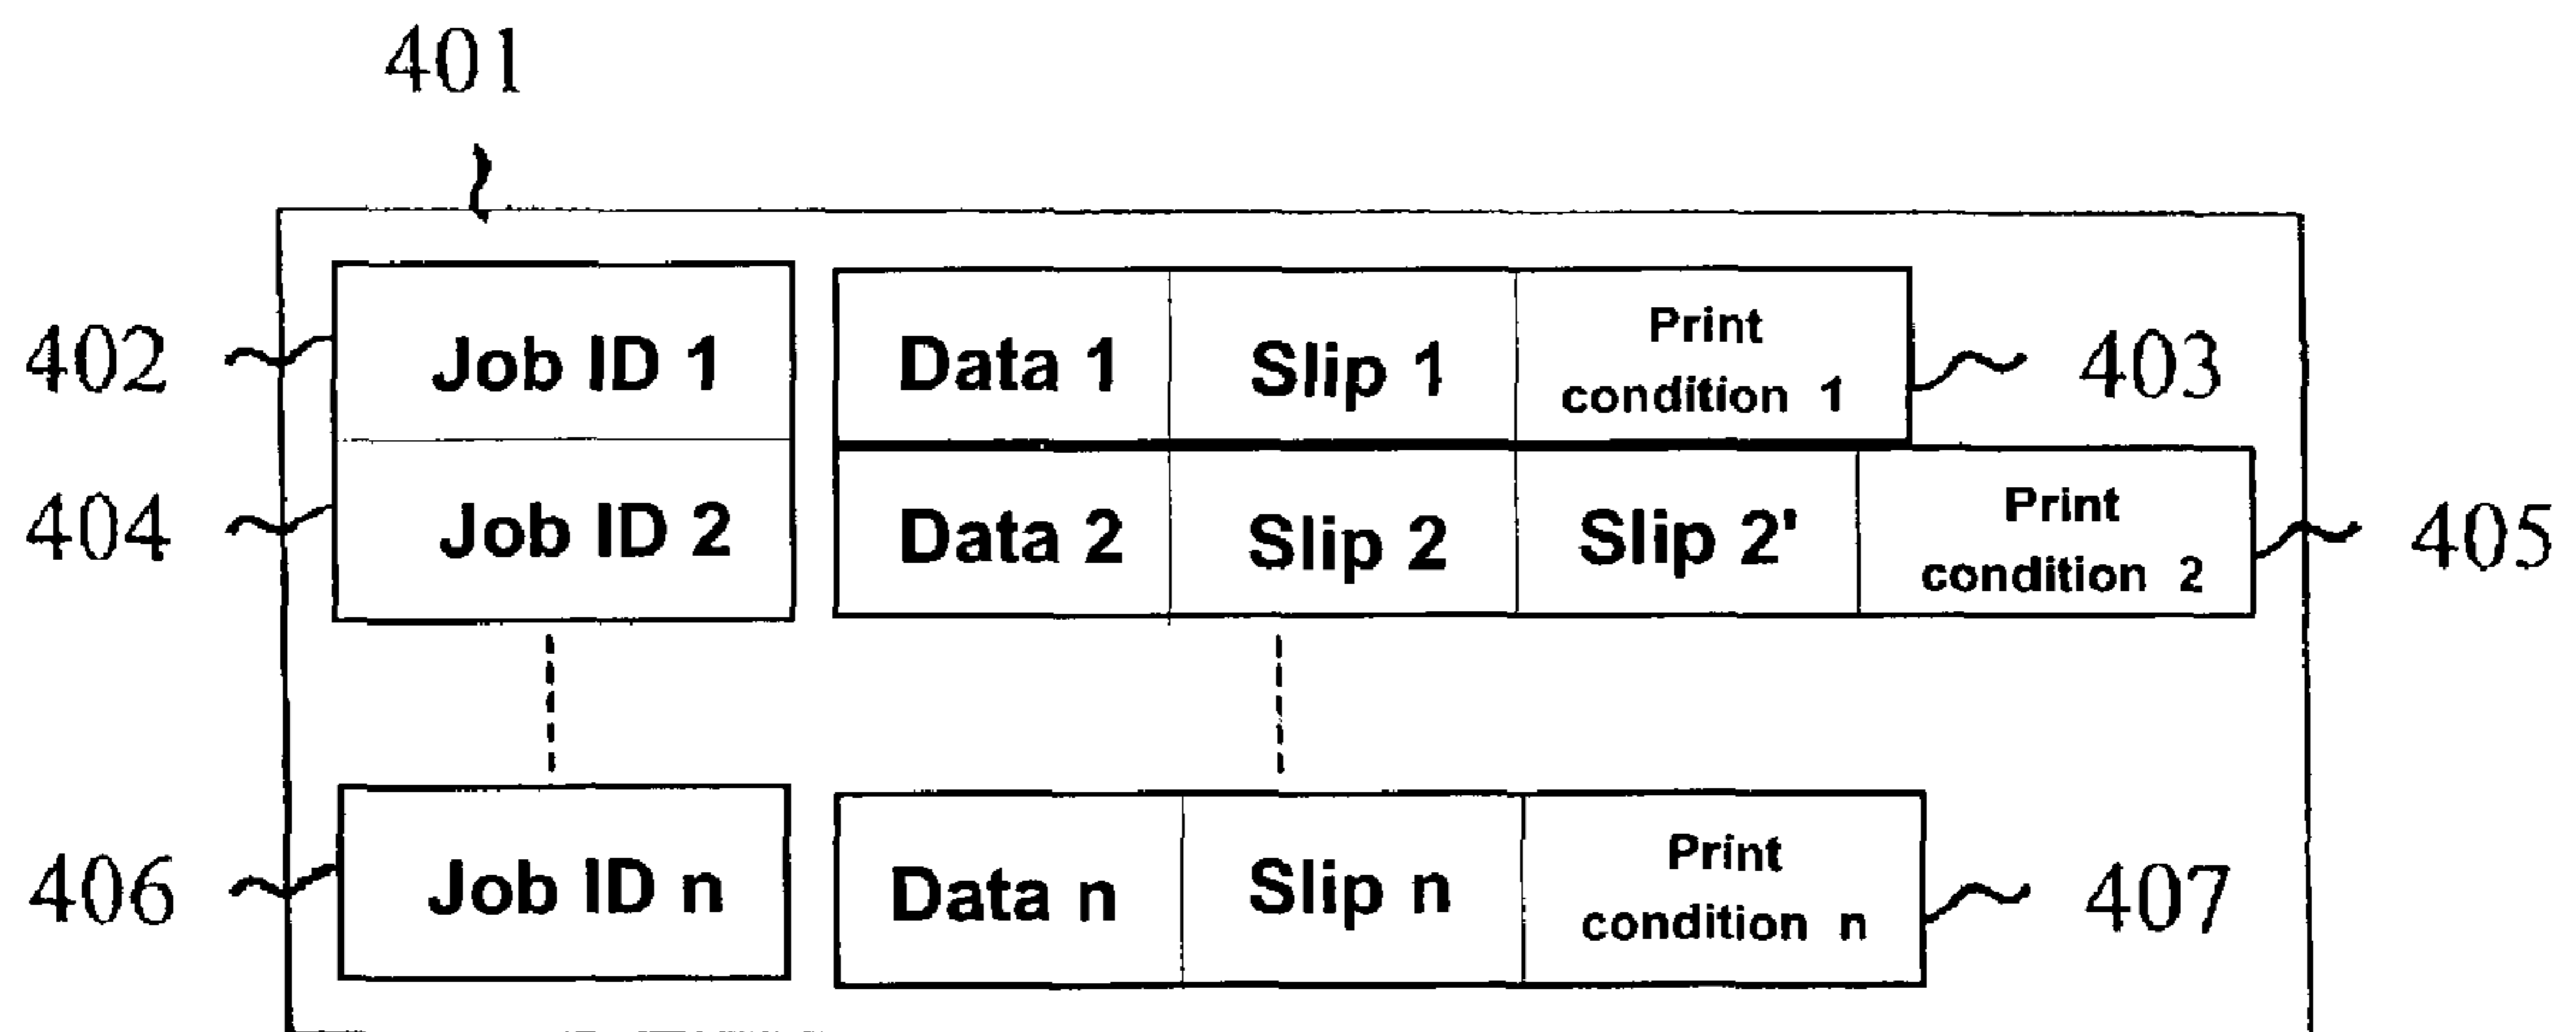 401
402
Job ID 1
Data 1
Slip 1
Print
condition 1
403
404
Job ID 2
Data 2
Slip 2
Slip 2'
Print
condition 2
405
406
Job ID n
Data n
Slip n
Print
condition n
407